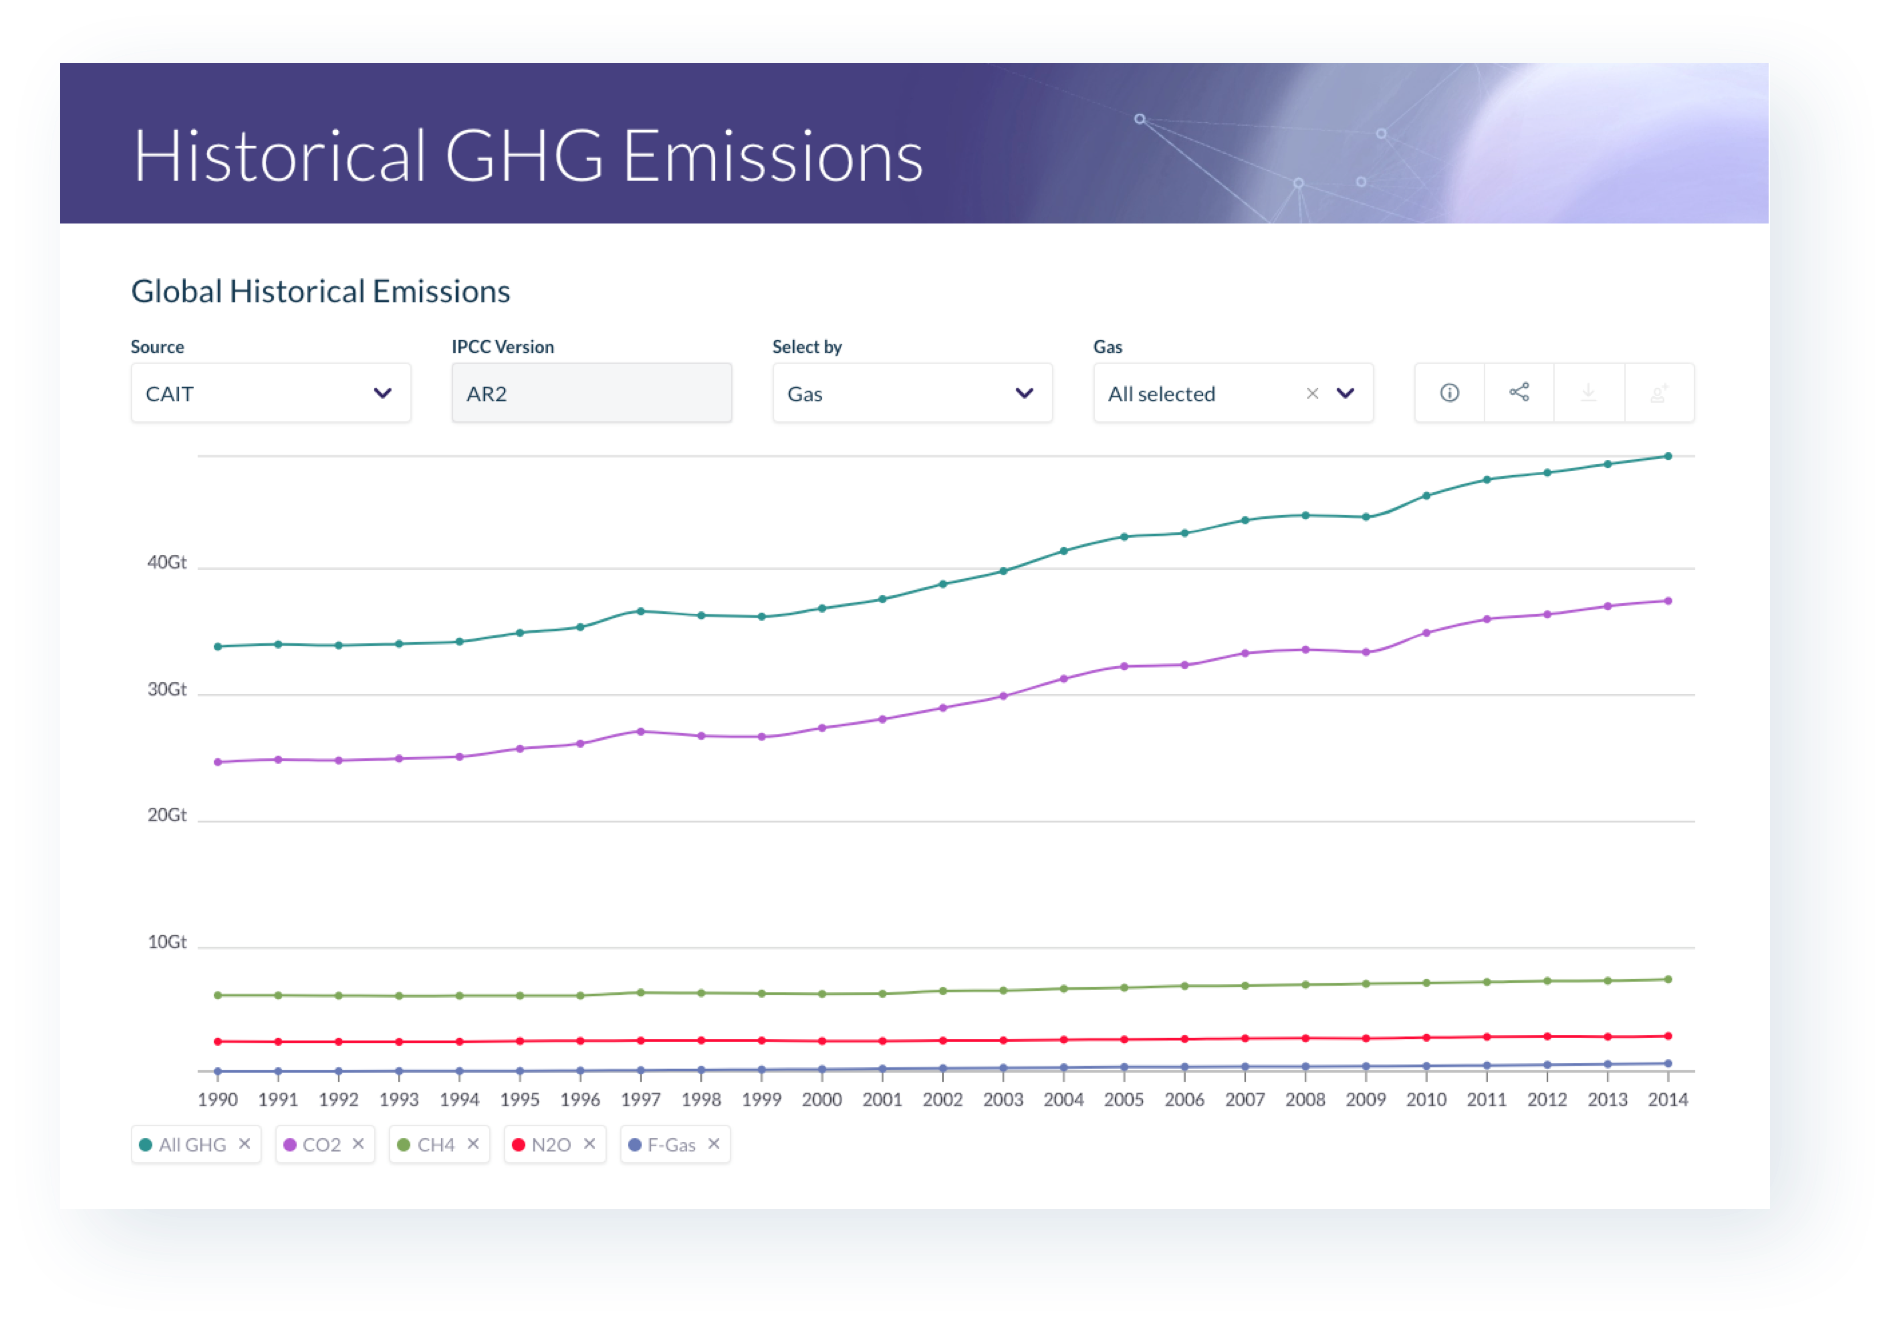 Historical GHG Emissions
Global Historical Emissions
Source IPCC Version Select by Gas
CAIT AR2 Gas All selected
40Gt
30Gt
20Gt
10Gt
1990 1991 1992 1993 1994 1995 1996 1997 1998 1999 2000 2001 2002 2003 2004 2005 2006 2007 2008 2009 2010 2011 2012 2013 2014
All GHG CO2 CH4 N2O F-Gas